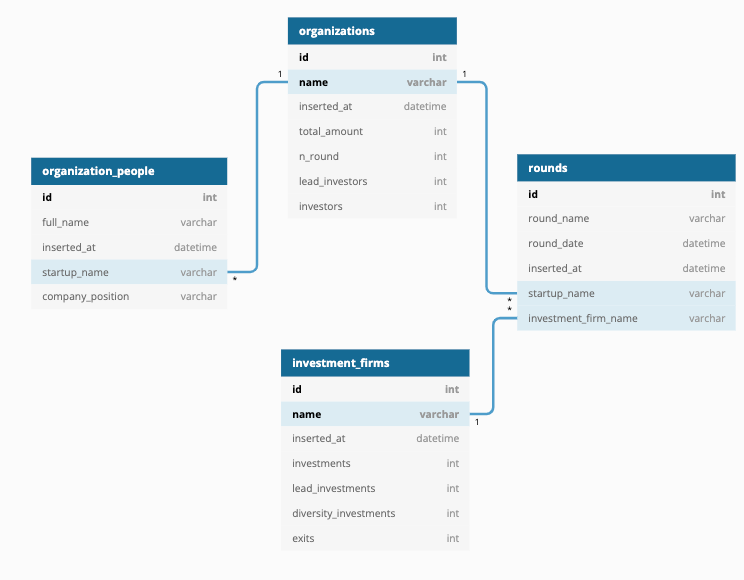 organizations
id int
name varchar
inserted_at datetime
total_amount int
n_round int
lead_investors int
investors int
1
1
organization_people
id int
full_name varchar
inserted_at datetime
startup_name varchar
company_position varchar
*
rounds
id int
round_name varchar
round_date datetime
inserted_at datetime
startup_name varchar
investment_firm_name varchar
*
*
investment_firms
id int
name varchar
inserted_at datetime
investments int
lead_investments int
diversity_investments int
exits int
1